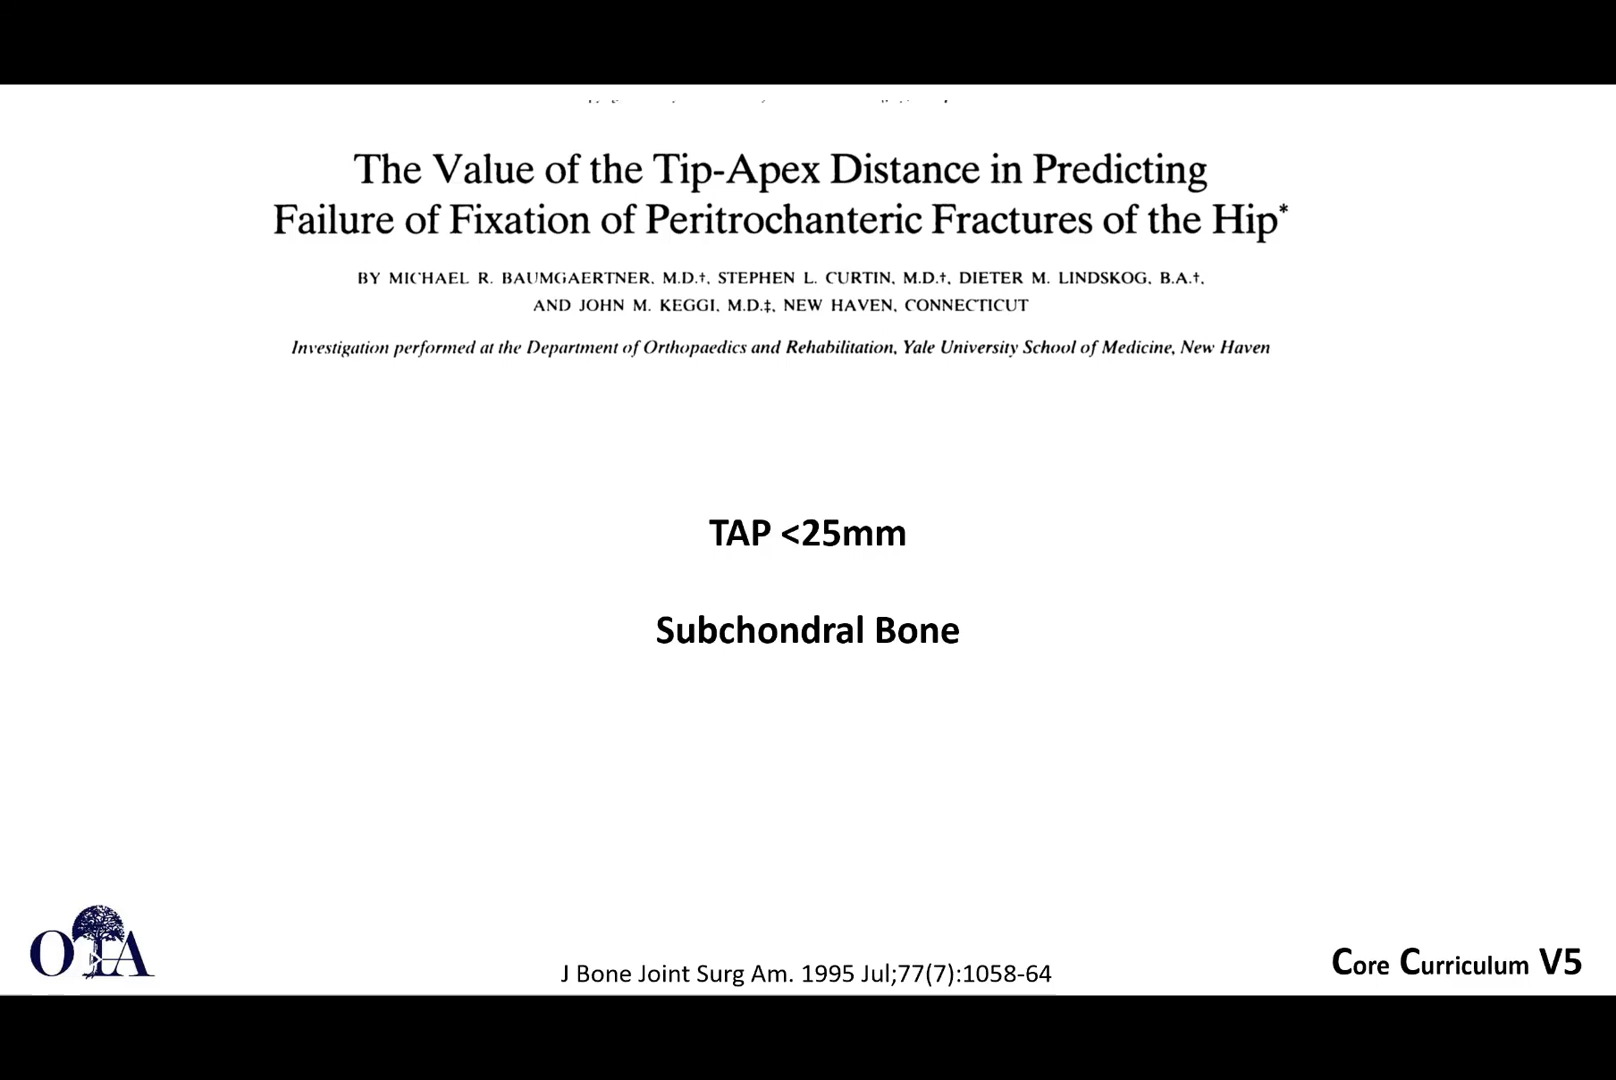 The Value of the Tip-Apex Distance in Predicting
Failure of Fixation of Peritrochanteric Fractures of the Hip*
BY MICHAEL R. BAUMGAERTNER, M.D.†, STEPHEN L. CURTIN, M.D.†, DIETER M. LINDSKOG, B.A.†,
AND JOHN M. KEGGI, M.D.‡, NEW HAVEN, CONNECTICUT
Investigation performed at the Department of Orthopaedics and Rehabilitation, Yale University School of Medicine, New Haven
TAP <25mm
Subchondral Bone
OTA
J Bone Joint Surg Am. 1995 Jul;77(7):1058-64
Core Curriculum V5